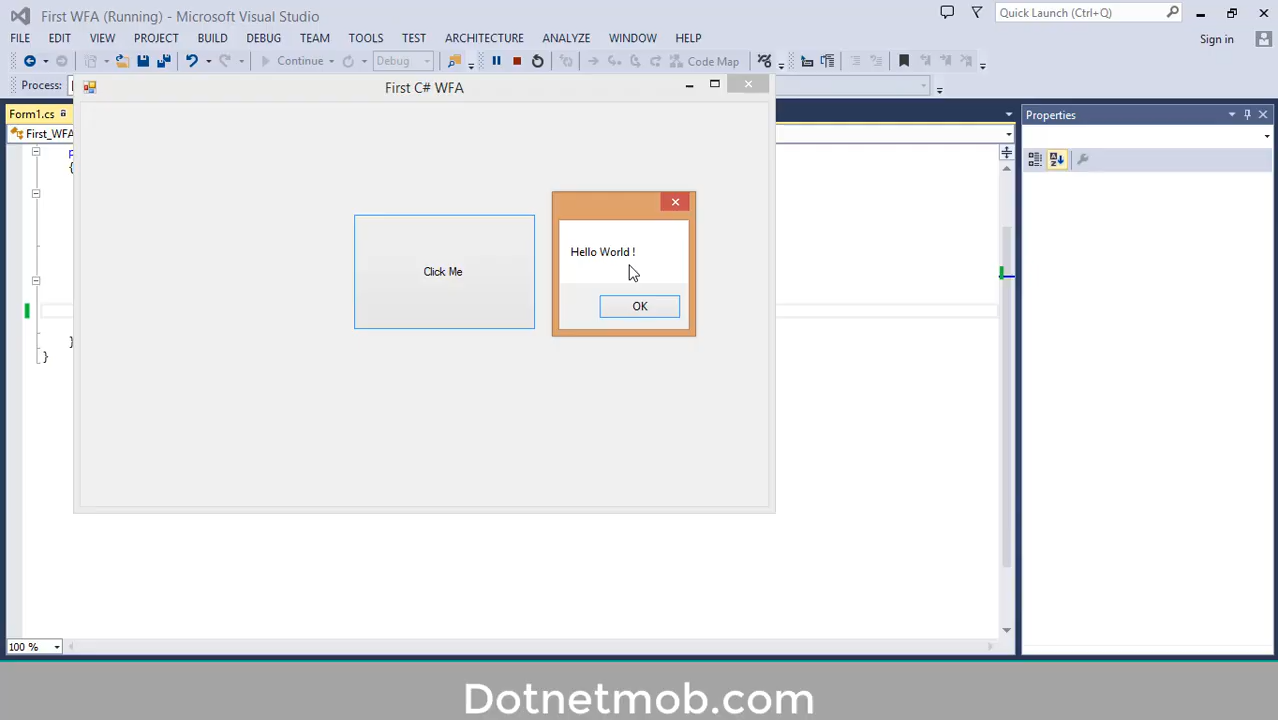 First WFA (Running) - Microsoft Visual Studio
Quick Launch (Ctrl+Q)
FILE EDIT VIEW PROJECT BUILD DEBUG TEAM TOOLS TEST ARCHITECTURE ANALYZE WINDOW HELP
Sign in
Continue
Debug
Code Map
Process:
First C# WFA
Form1.cs
Properties
First_WFA
{
Hello World !
Click Me
OK
}
}
100 %
Dotnetmob.com